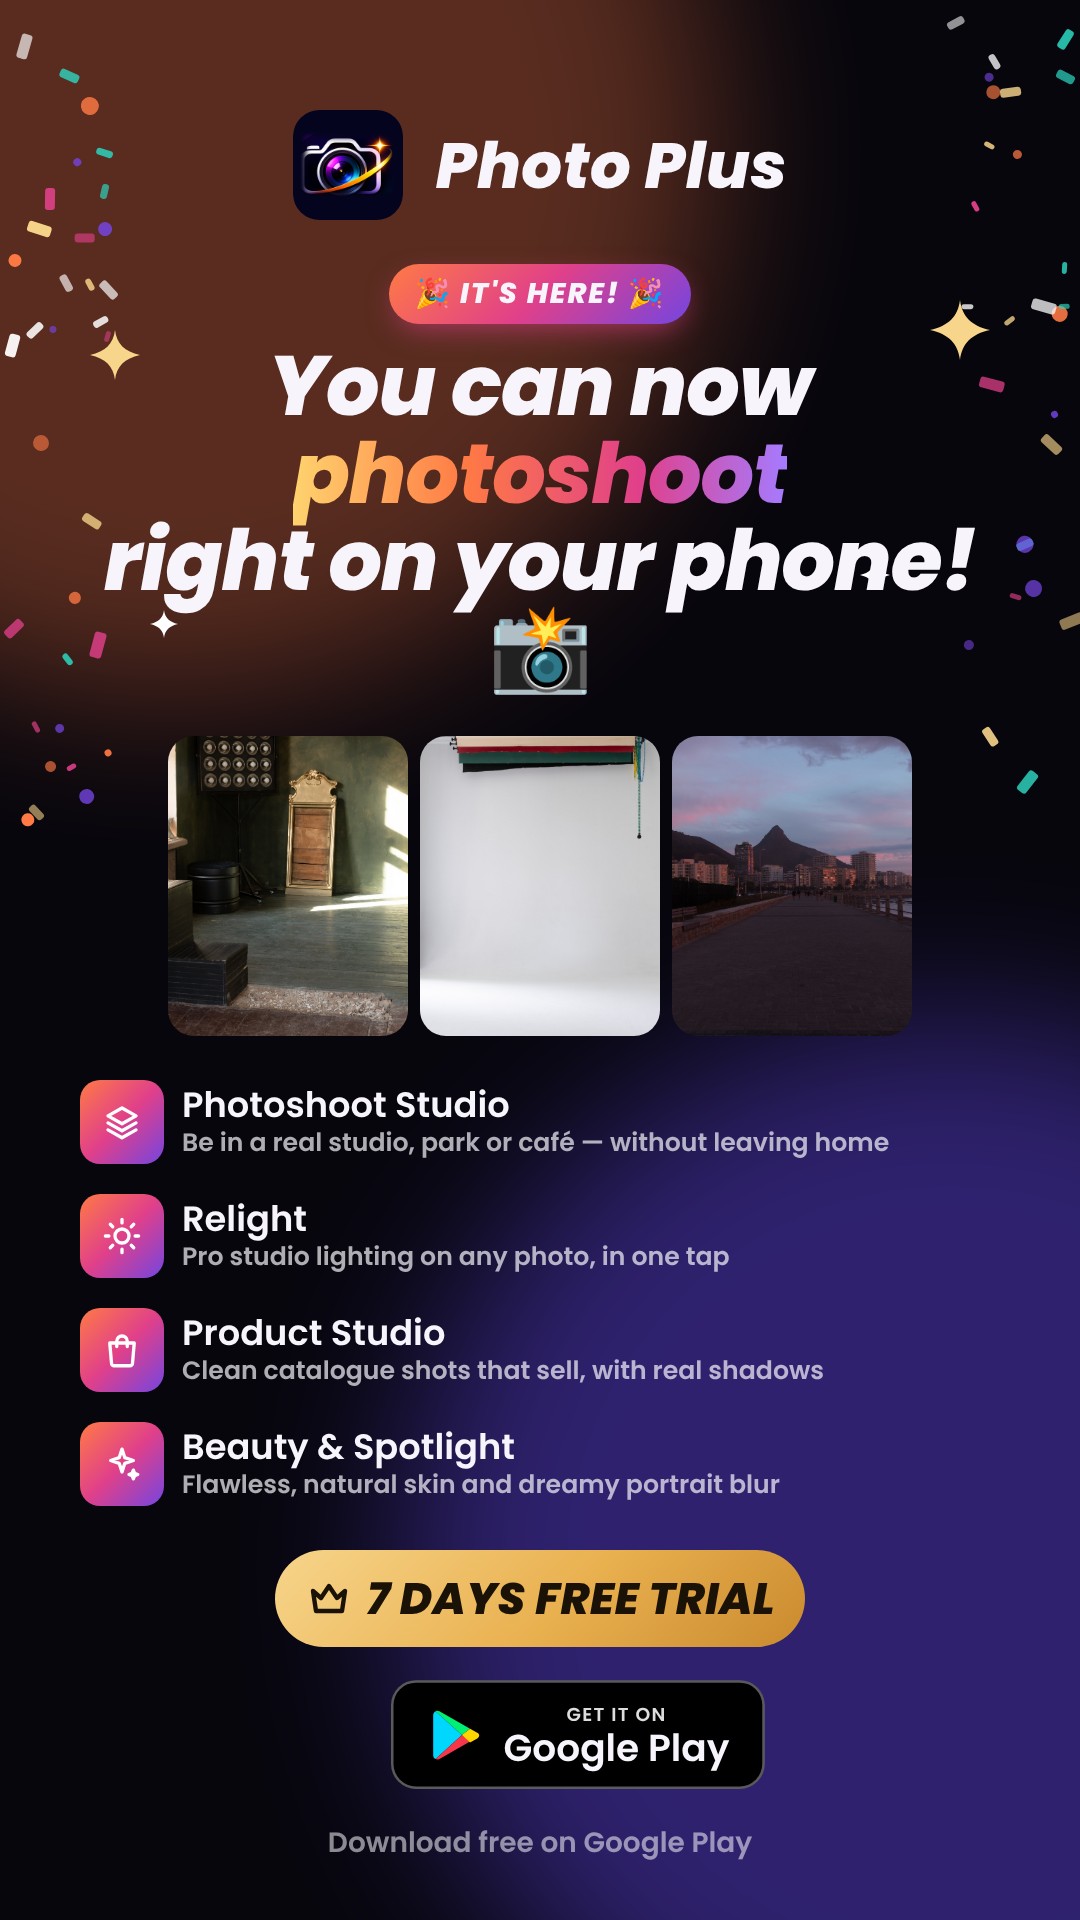 Photo Plus
🎉 IT'S HERE! 🎉
You can now
photoshoot
right on your phone!
📸
Photoshoot Studio
Be in a real studio, park or café — without leaving home
Relight
Pro studio lighting on any photo, in one tap
Product Studio
Clean catalogue shots that sell, with real shadows
Beauty & Spotlight
Flawless, natural skin and dreamy portrait blur
7 DAYS FREE TRIAL
GET IT ON
Google Play
Download free on Google Play